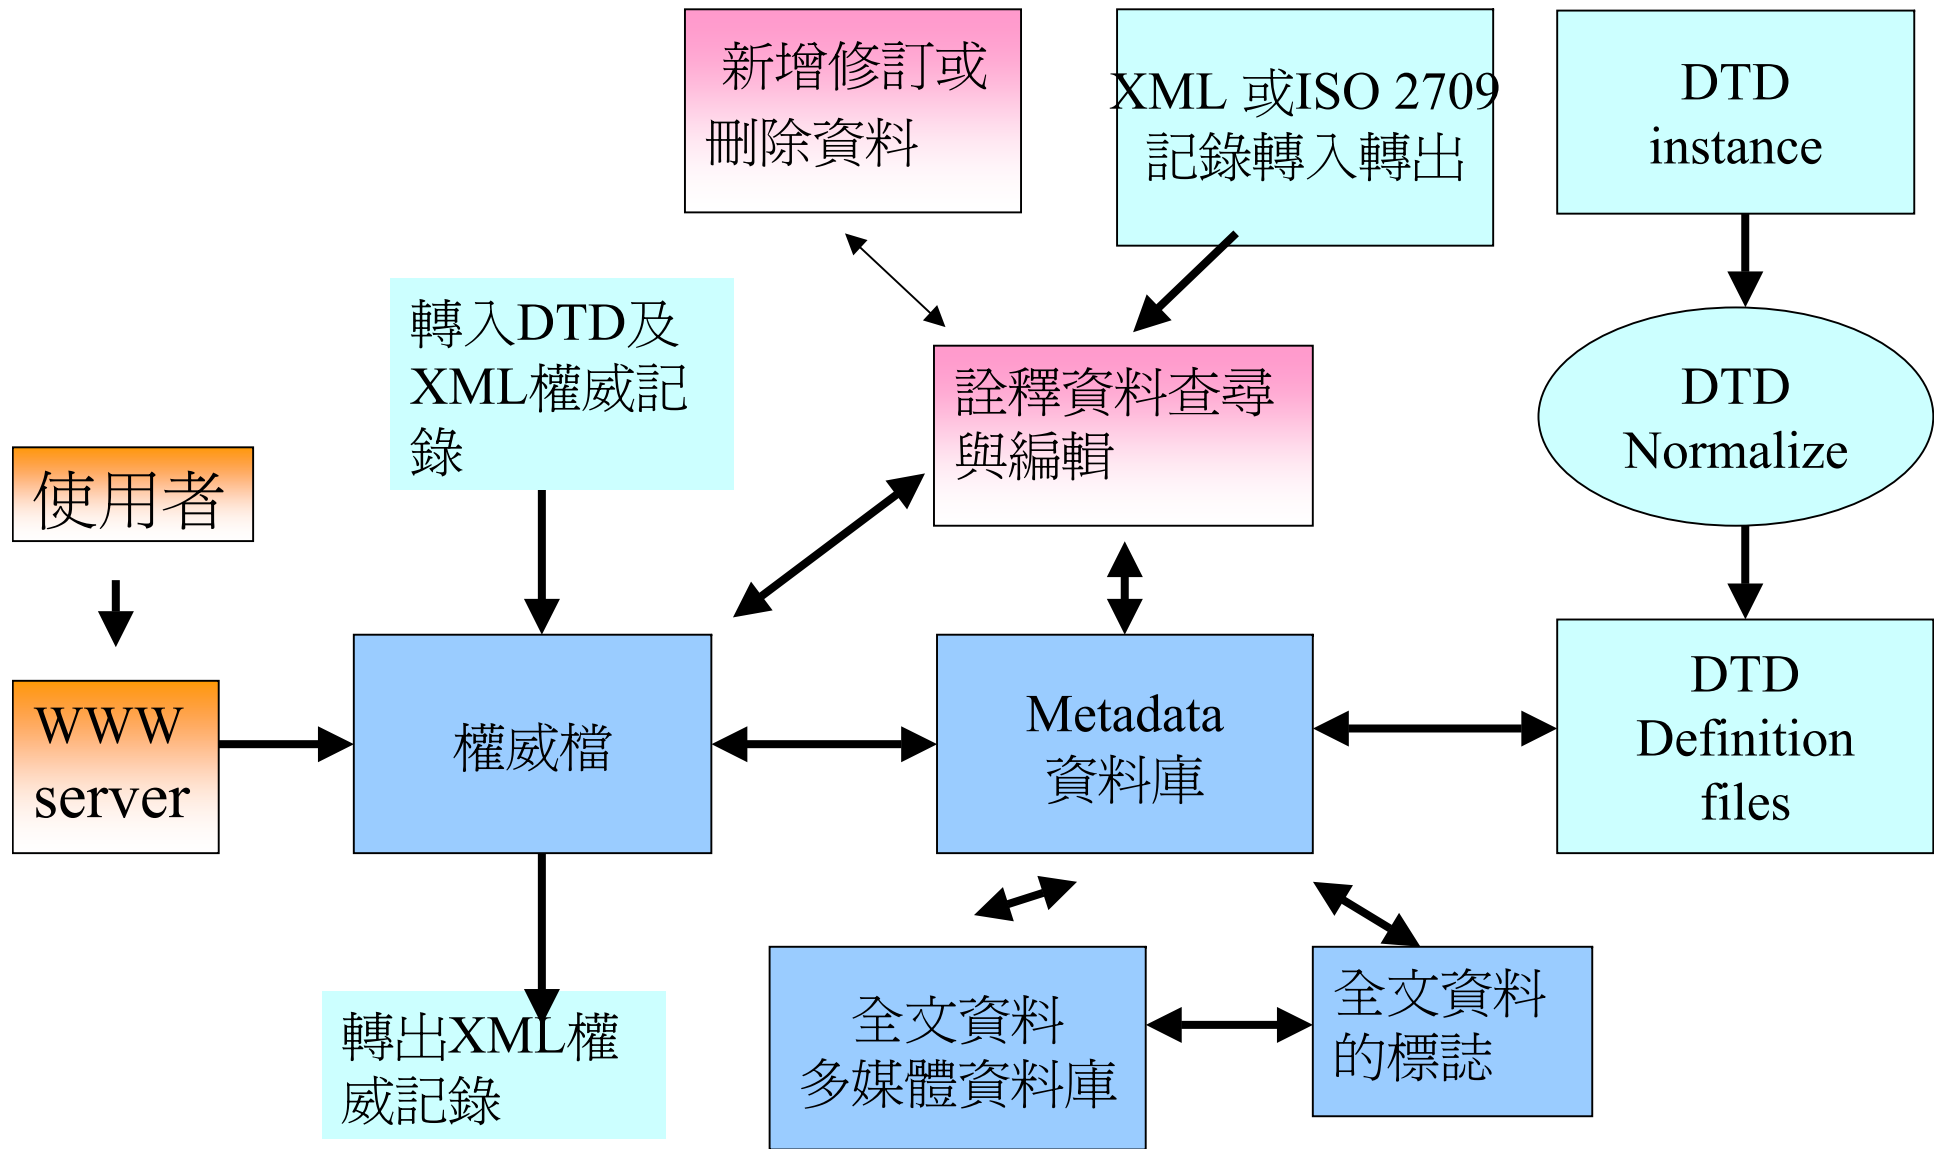 新增修訂或
刪除資料
XML 或ISO 2709
記錄轉入轉出
DTD
instance
轉入DTD及
XML權威記
錄
詮釋資料查尋
與編輯
DTD
Normalize
使用者
WWW
server
權威檔
Metadata
資料庫
DTD
Definition
files
轉出XML權
威記錄
全文資料
多媒體資料庫
全文資料
的標誌